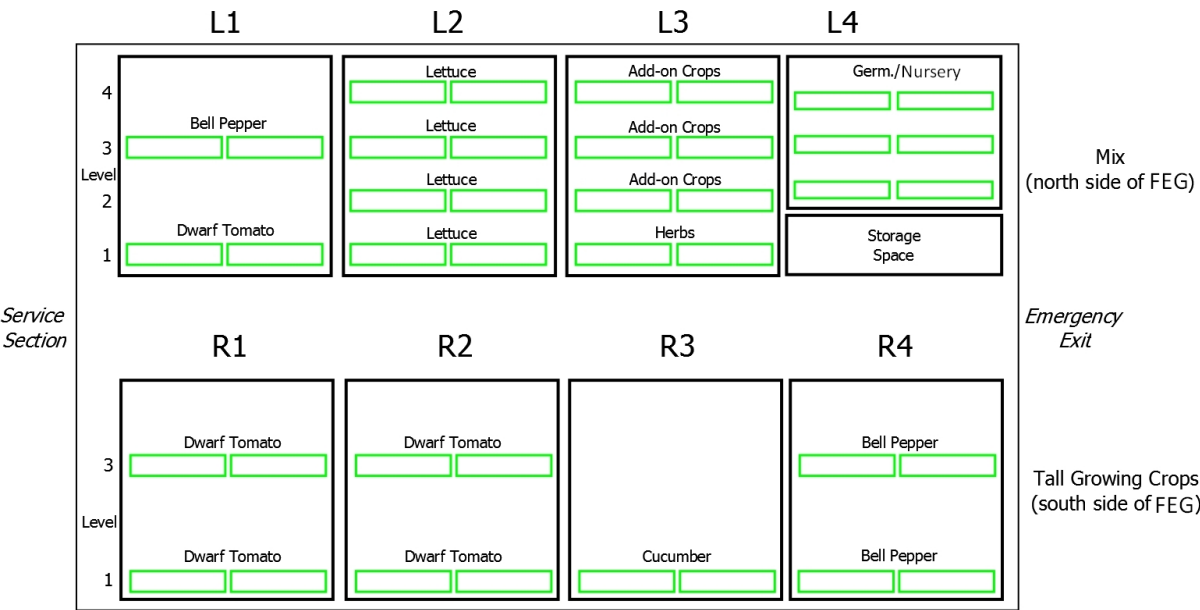 L1 L2 L3 L4
4 Lettuce Add-on Crops Germ./Nursery
Bell Pepper Lettuce Add-on Crops
3
Level
Lettuce Add-on Crops
2
Dwarf Tomato Lettuce Herbs
1
Storage
Space
Mix
(north side of FEG)
Service
Section
Emergency
Exit
R1 R2 R3 R4
Dwarf Tomato Dwarf Tomato Bell Pepper
3
Level
Dwarf Tomato Dwarf Tomato Cucumber Bell Pepper
1
Tall Growing Crops
(south side of FEG)